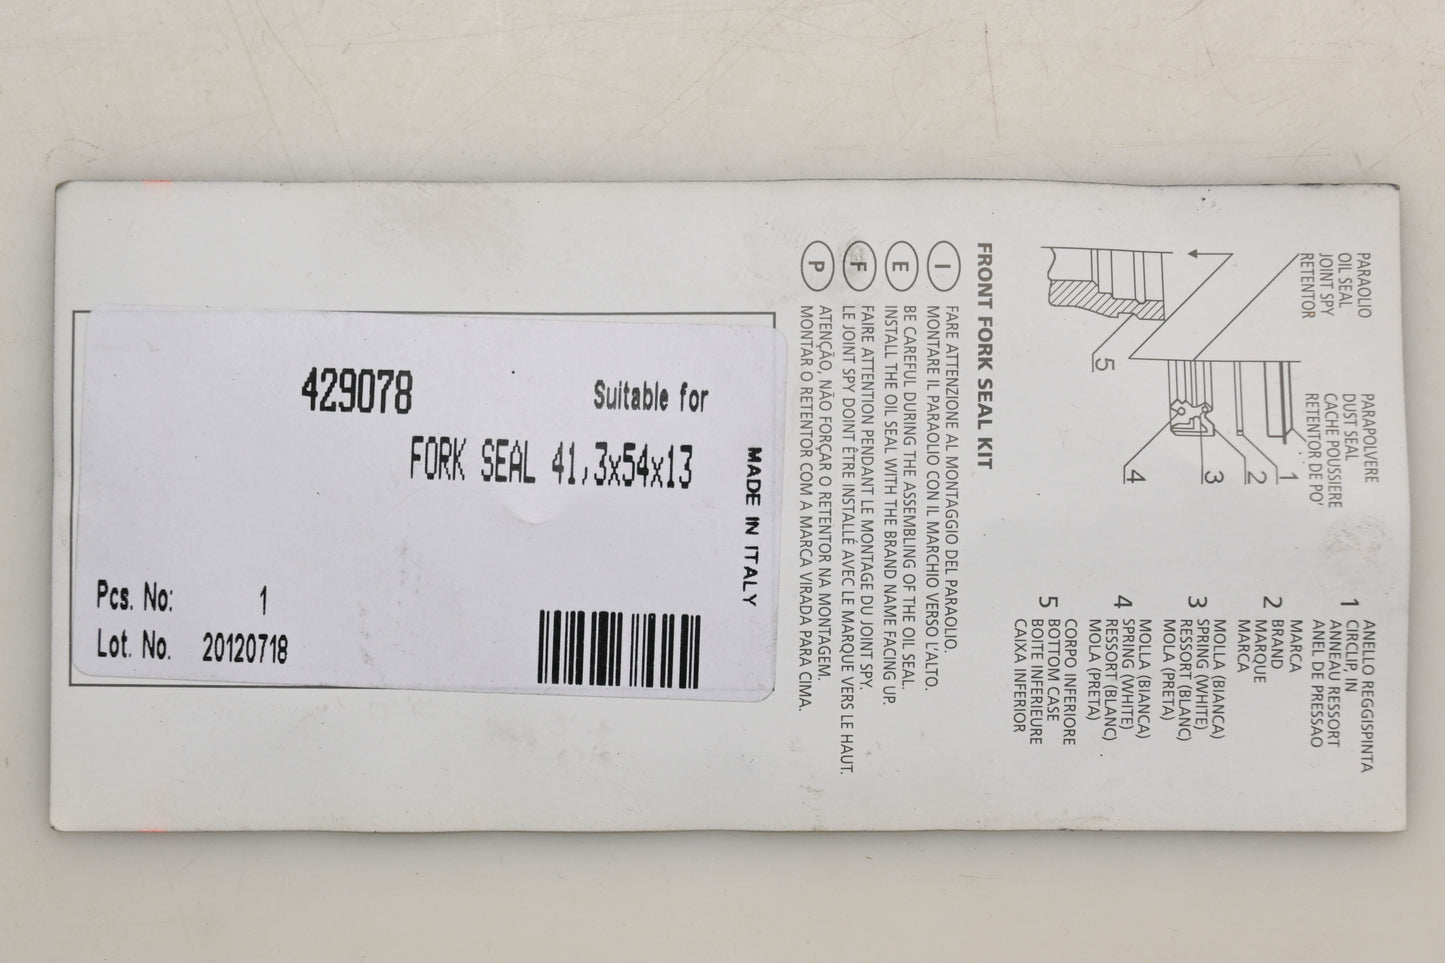 PARAOLIO
OIL SEAL
JOINT SPY
RETENTOR
PARAPOLVERE
DUST SEAL
CACHE POUSSIERE
RETENTOR DE PO'
1
2
3
4
5
1 ANELLO REGGISPINTA
CIRCLIP, IN
ANNEAU RESSORT
ANEL DE PRESSAO
2 MARCA
BRAND
MARQUE
MARCA
3 MOLLA (BIANCA)
SPRING (WHITE)
RESSORT (BLANC)
MOLA (PRETA)
4 MOLLA (BIANCA)
SPRING (WHITE)
RESSORT (BLANC)
MOLA (PRETA)
5 CORPO INFERIORE
BOTTOM CASE
BOITE INFERIEURE
CAIXA INFERIOR
FRONT FORK SEAL KIT
I FARE ATTENZIONE AL MONTAGGIO DEL PARAOLIO.
MONTARE IL PARAOLIO CON IL MARCHIO VERSO L'ALTO.
E BE CAREFUL DURING THE ASSEMBLING OF THE OIL SEAL.
INSTALL THE OIL SEAL WITH THE BRAND NAME FACING UP.
F FAIRE ATTENTION PENDANT LE MONTAGE DU JOINT SPY.
LE JOINT SPY DOINT ÊTRE INSTALLÉ AVEC LE MARQUE VERS LE HAUT.
P ATENÇÃO, NÃO FORÇAR O RETENTOR NA MONTAGEM.
MONTAR O RETENTOR COM A MARCA VIRADA PARA CIMA.
MADE IN ITALY
429078 Suitable for
FORK SEAL 41,3x54x13
Pcs. No: 1
Lot. No. 20120718